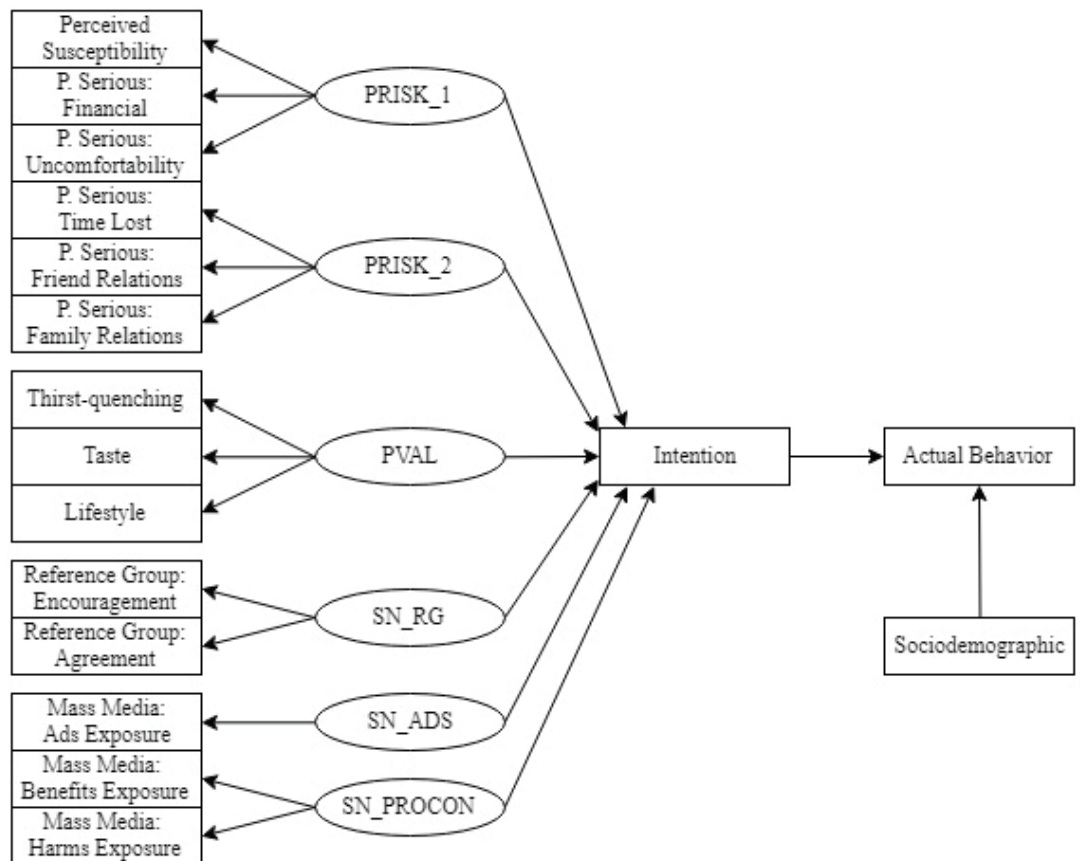 Perceived
Susceptibility
P. Serious:
Financial
P. Serious:
Uncomfortability
P. Serious:
Time Lost
P. Serious:
Friend Relations
P. Serious:
Family Relations
PRISK_1
PRISK_2
Thirst-quenching
Taste
Lifestyle
PVAL
Intention
Actual Behavior
Reference Group:
Encouragement
Reference Group:
Agreement
SN_RG
Sociodemographic
Mass Media:
Ads Exposure
Mass Media:
Benefits Exposure
Mass Media:
Harms Exposure
SN_ADS
SN_PROCON